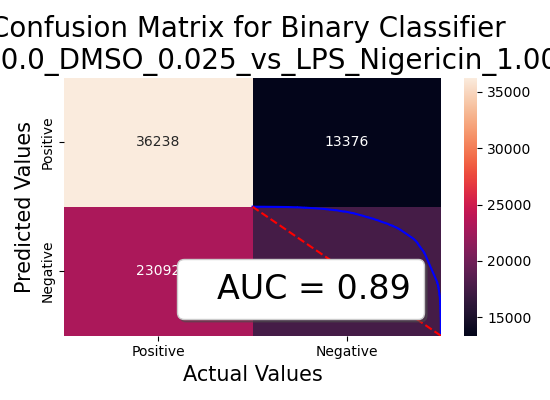 Confusion Matrix for Binary Classifier
0.0_DMSO_0.025_vs_LPS_Nigericin_1.00
Predicted Values
Positive
Negative
36238
13376
23092
AUC = 0.89
Positive
Negative
Actual Values
35000
30000
25000
20000
15000